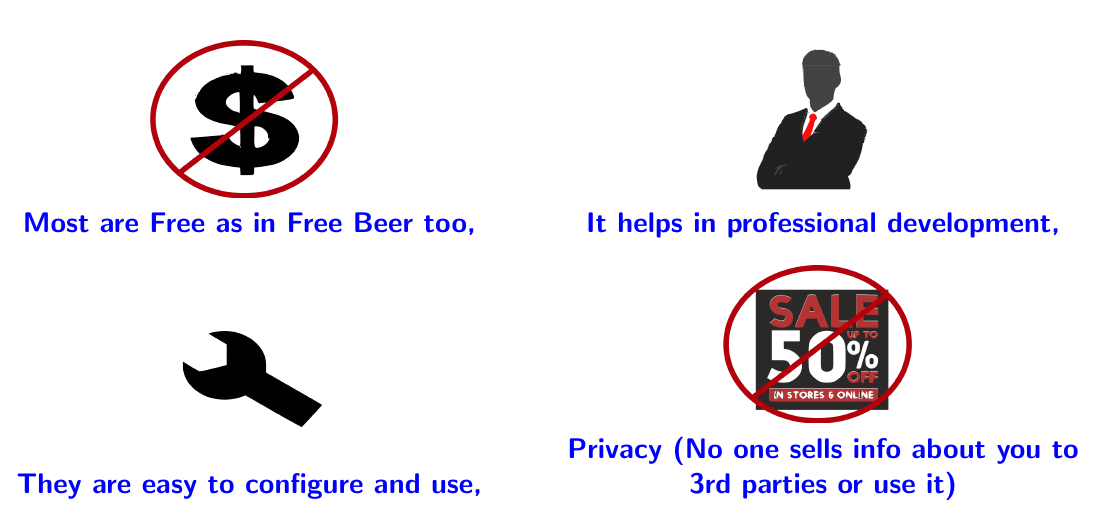 $
Most are Free as in Free Beer too,
It helps in professional development,
They are easy to configure and use,
SALE
UP TO
50%
OFF
IN STORES & ONLINE
Privacy (No one sells info about you to
3rd parties or use it)